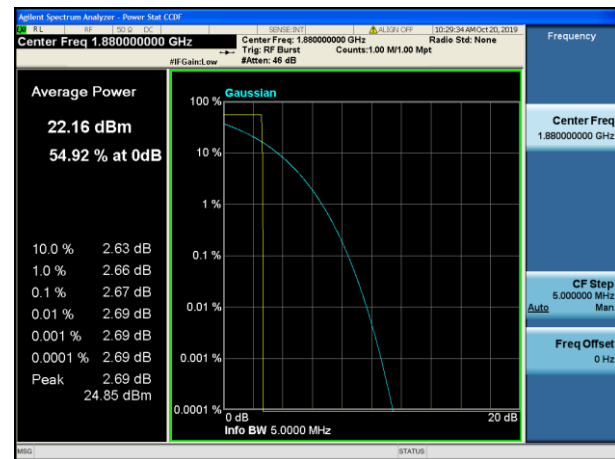 Agilent Spectrum Analyzer - Power Stat CCDF
RL RF 50 Ω DC SENSE:INT ALIGN OFF 10:29:34 AM Oct 20, 2019
Center Freq 1.880000000 GHz
Center Freq: 1.880000000 GHz Radio Std: None
Trig: RF Burst Counts:1.00 M/1.00 Mpt
#IFGain:Low #Atten: 46 dB
Frequency
Average Power
22.16 dBm
54.92 % at 0dB
10.0 % 2.63 dB
1.0 % 2.66 dB
0.1 % 2.67 dB
0.01 % 2.69 dB
0.001 % 2.69 dB
0.0001 % 2.69 dB
Peak 2.69 dB
24.85 dBm
Gaussian
100 %
10 %
1 %
0.1 %
0.01 %
0.001 %
0.0001 %
0 dB 20 dB
Info BW 5.0000 MHz
Center Freq
1.880000000 GHz
CF Step
5.000000 MHz
Auto Man
Freq Offset
0 Hz
MSG STATUS